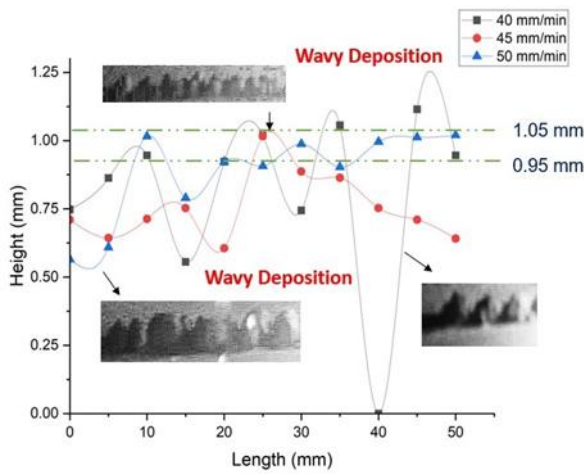 40 mm/min
45 mm/min
50 mm/min
Wavy Deposition
Wavy Deposition
1.25
1.05 mm
1.00
0.95 mm
0.75
Wavy Deposition
0.50
0.25
0.00
0 10 20 30 40 50
Height (mm)
Length (mm)